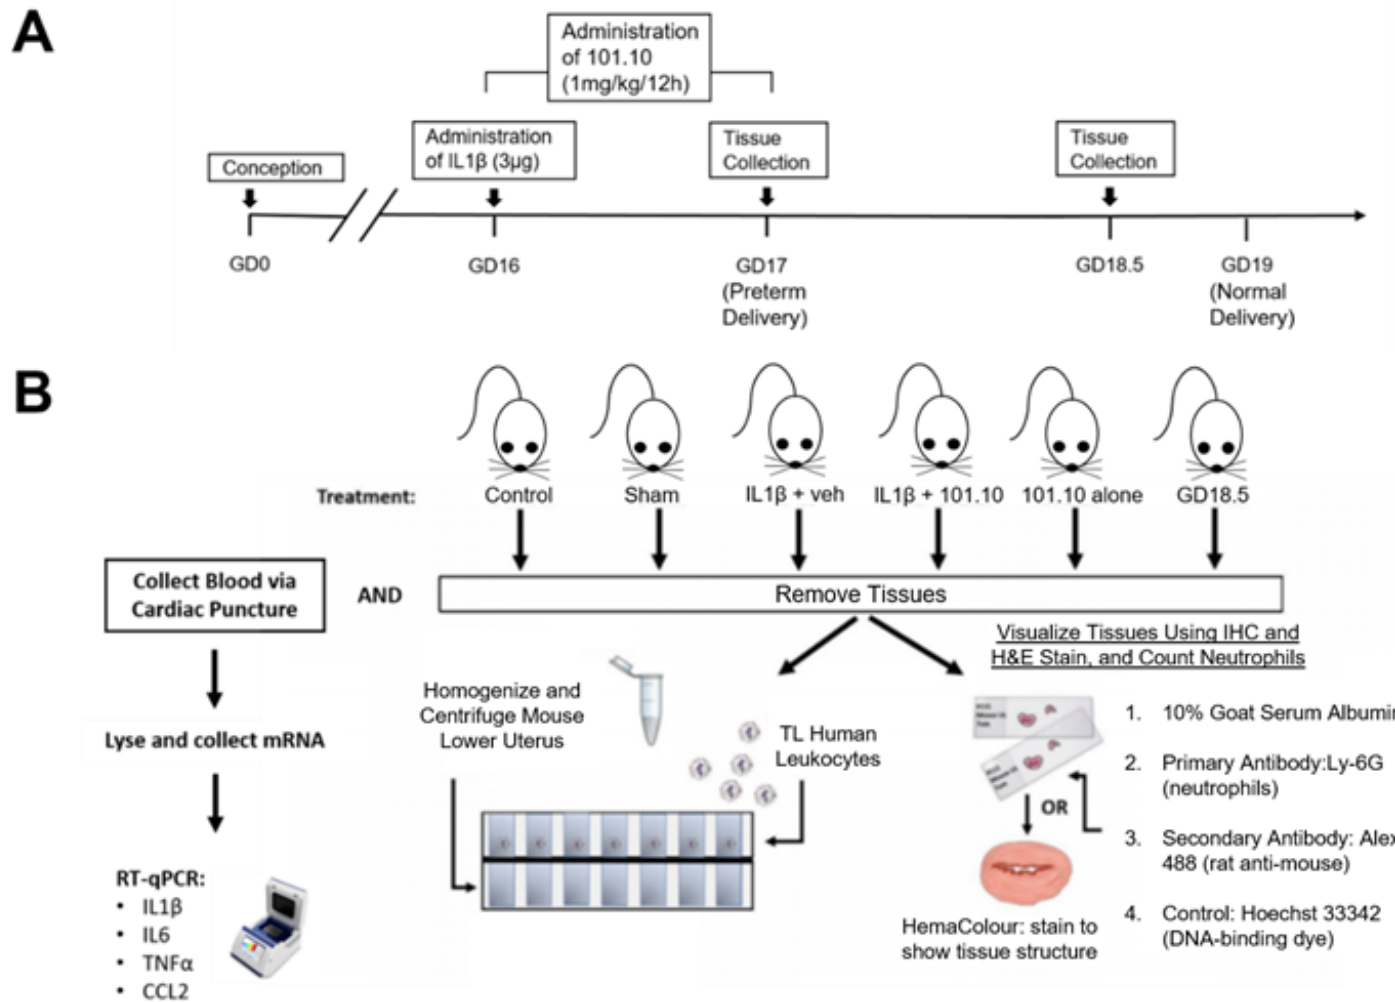 A
Administration
of 101.10
(1mg/kg/12h)
Conception
Administration
of IL1β (3μg)
Tissue
Collection
Tissue
Collection
GD0
GD16
GD17
(Preterm
Delivery)
GD18.5
GD19
(Normal
Delivery)
B
Treatment:
Control
Sham
IL1β + veh
IL1β + 101.10
101.10 alone
GD18.5
Collect Blood via
Cardiac Puncture
AND
Remove Tissues
Lyse and collect mRNA
RT-qPCR:
• IL1β
• IL6
• TNFα
• CCL2
Homogenize and
Centrifuge Mouse
Lower Uterus
TL Human
Leukocytes
Visualize Tissues Using IHC and
H&E Stain, and Count Neutrophils
OR
HemaColour: stain to
show tissue structure
1. 10% Goat Serum Albumin
2. Primary Antibody:Ly-6G
(neutrophils)
3. Secondary Antibody: Alex
488 (rat anti-mouse)
4. Control: Hoechst 33342
(DNA-binding dye)